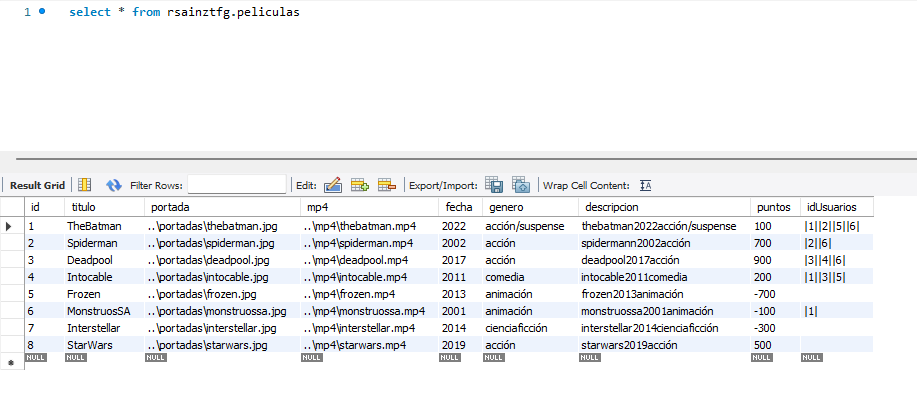 1 select * from rsainztfg.peliculas
Result Grid Filter Rows: Edit: Export/Import: Wrap Cell Content:
id titulo portada mp4 fecha genero descripcion puntos idUsuarios
1 TheBatman ..\portadas\thebatman.jpg ..\mp4\thebatman.mp4 2022 acción/suspense thebatman2022acción/suspense 100 |1||2||5||6|
2 Spiderman ..\portadas\spiderman.jpg ..\mp4\spiderman.mp4 2002 acción spidermann2002acción 700 |2||6|
3 Deadpool ..\portadas\deadpool.jpg ..\mp4\deadpool.mp4 2017 acción deadpool2017acción 900 |3||4||6|
4 Intocable ..\portadas\intocable.jpg ..\mp4\intocable.mp4 2011 comedia intocable2011comedia 200 |1||3||5|
5 Frozen ..\portadas\frozen.jpg ..\mp4\frozen.mp4 2013 animación frozen2013animación -700
6 MonstruosSA ..\portadas\monstruossa.jpg ..\mp4\monstruossa.mp4 2001 animación monstruossa2001animación -100 |1|
7 Interstellar ..\portadas\interstellar.jpg ..\mp4\interstellar.mp4 2014 cienciaficción interstellar2014cienciaficción -300
8 StarWars ..\portadas\starwars.jpg ..\mp4\starwars.mp4 2019 acción starwars2019acción 500
* NULL NULL NULL NULL NULL NULL NULL NULL NULL